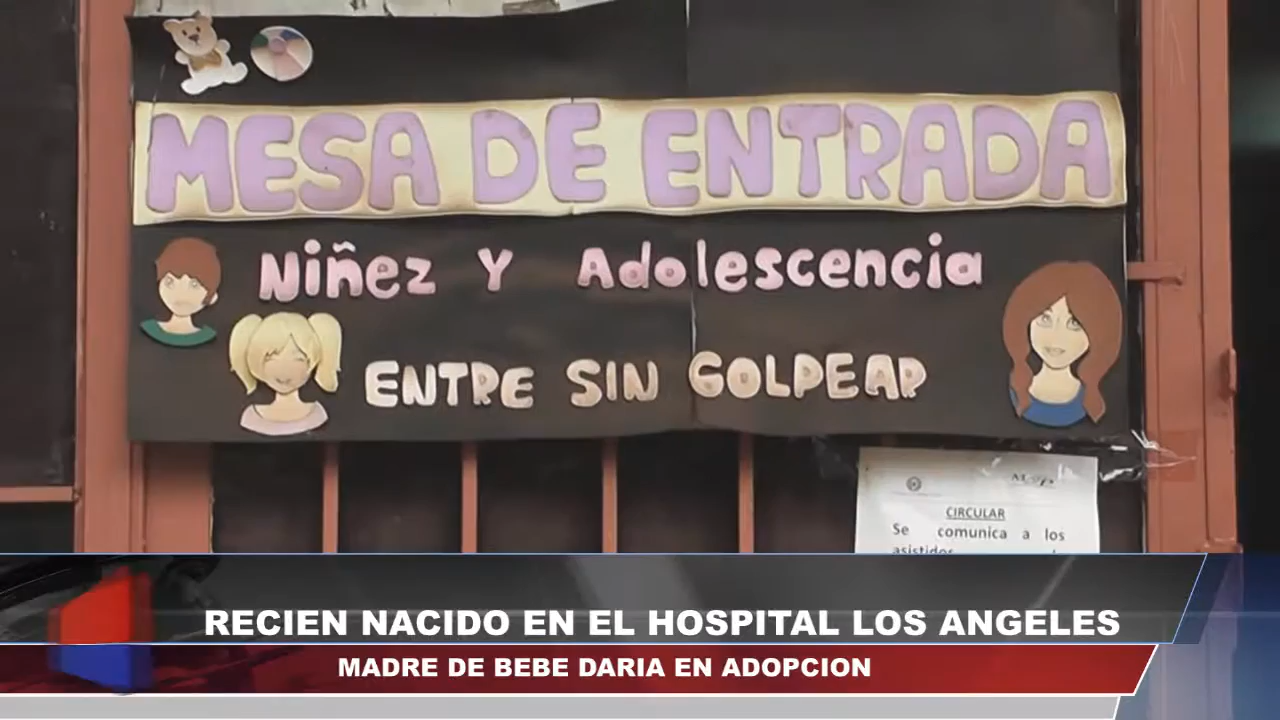 MESA DE ENTRADA
Niñez Y Adolescencia
ENTRE SIN GOLPEAR
CIRCULAR
Se comunica a los
asistidos
RECIEN NACIDO EN EL HOSPITAL LOS ANGELES
MADRE DE BEBE DARIA EN ADOPCION